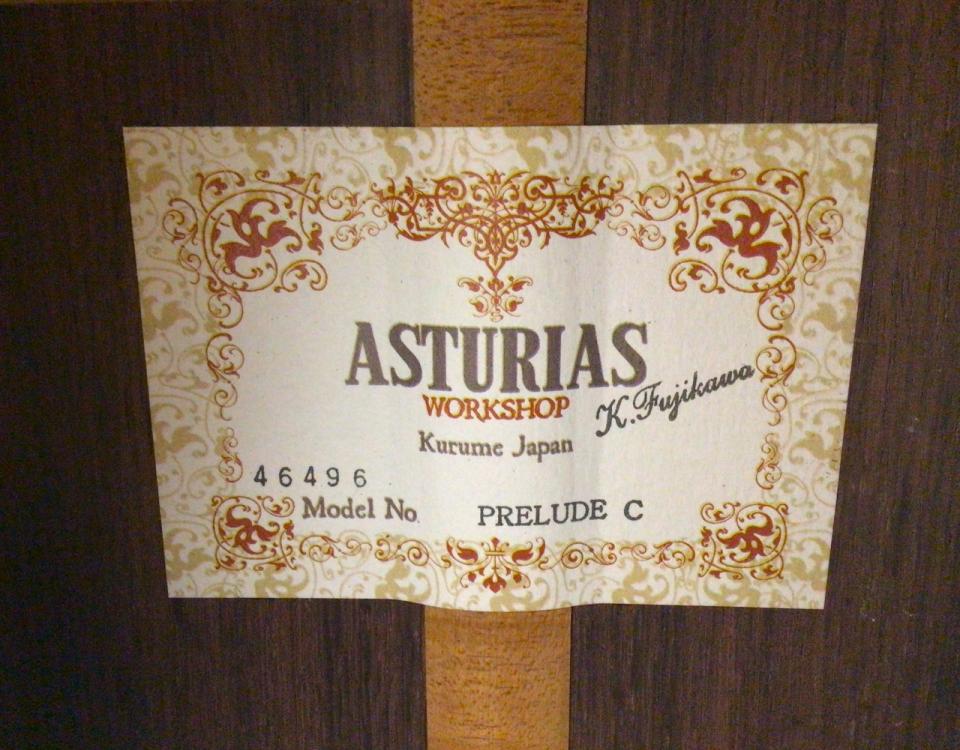 ASTURIAS
WORKSHOP
K. Fujikawa
Kurume Japan
46496
Model No. PRELUDE C